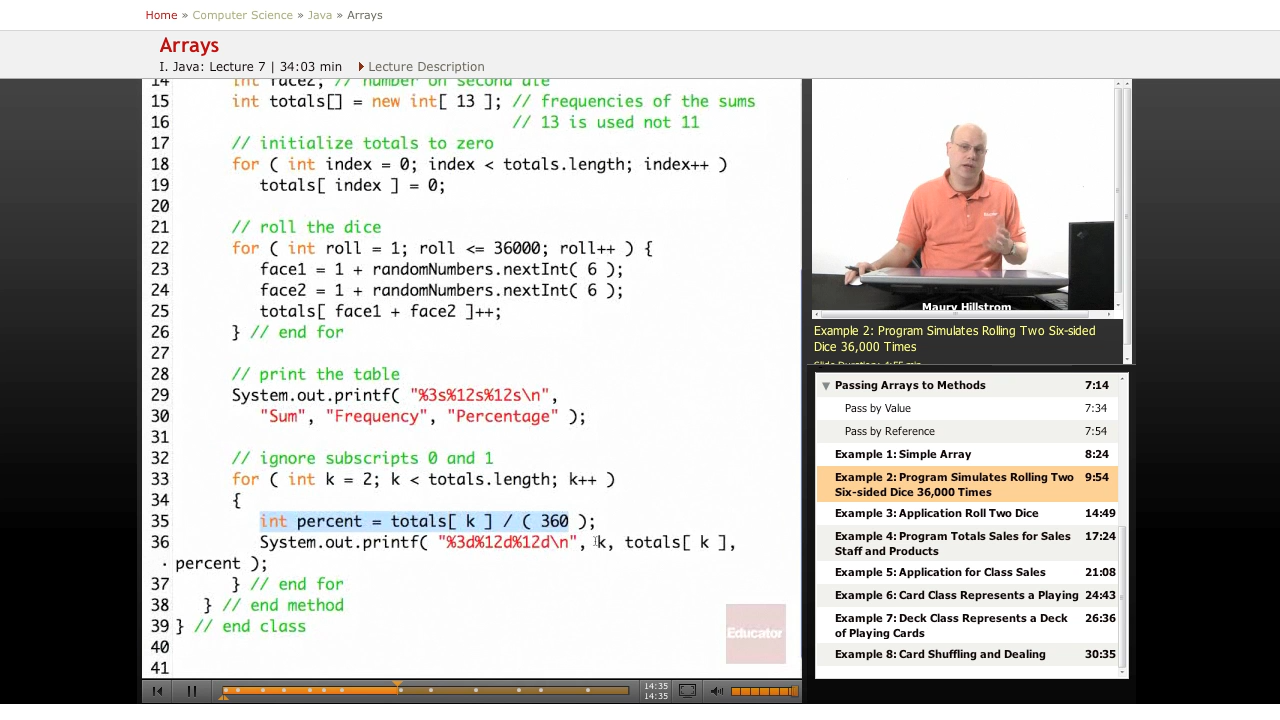 Home » Computer Science » Java » Arrays
Arrays
I. Java: Lecture 7 | 34:03 min Lecture Description
14 int face2; // number on second die
15 int totals[] = new int[ 13 ]; // frequencies of the sums
16 // 13 is used not 11
17 // initialize totals to zero
18 for ( int index = 0; index < totals.length; index++ )
19 totals[ index ] = 0;
20
21 // roll the dice
22 for ( int roll = 1; roll <= 36000; roll++ ) {
23 face1 = 1 + randomNumbers.nextInt( 6 );
24 face2 = 1 + randomNumbers.nextInt( 6 );
25 totals[ face1 + face2 ]++;
26 } // end for
27
28 // print the table
29 System.out.printf( "%3s%12s%12s\n",
30 "Sum", "Frequency", "Percentage" );
31
32 // ignore subscripts 0 and 1
33 for ( int k = 2; k < totals.length; k++ )
34 {
35 int percent = totals[ k ] / ( 360 );
36 System.out.printf( "%3d%12d%12d\n", k, totals[ k ],
· percent );
37 } // end for
38 } // end method
39 } // end class
40
41
Educator
Maury Hillstrom
Example 2: Program Simulates Rolling Two Six-sided
Dice 36,000 Times
Slide Duration: 4:55 min
Passing Arrays to Methods 7:14
Pass by Value 7:34
Pass by Reference 7:54
Example 1: Simple Array 8:24
Example 2: Program Simulates Rolling Two 9:54
Six-sided Dice 36,000 Times
Example 3: Application Roll Two Dice 14:49
Example 4: Program Totals Sales for Sales 17:24
Staff and Products
Example 5: Application for Class Sales 21:08
Example 6: Card Class Represents a Playing 24:43
Example 7: Deck Class Represents a Deck 26:36
of Playing Cards
Example 8: Card Shuffling and Dealing 30:35
14:35
14:35